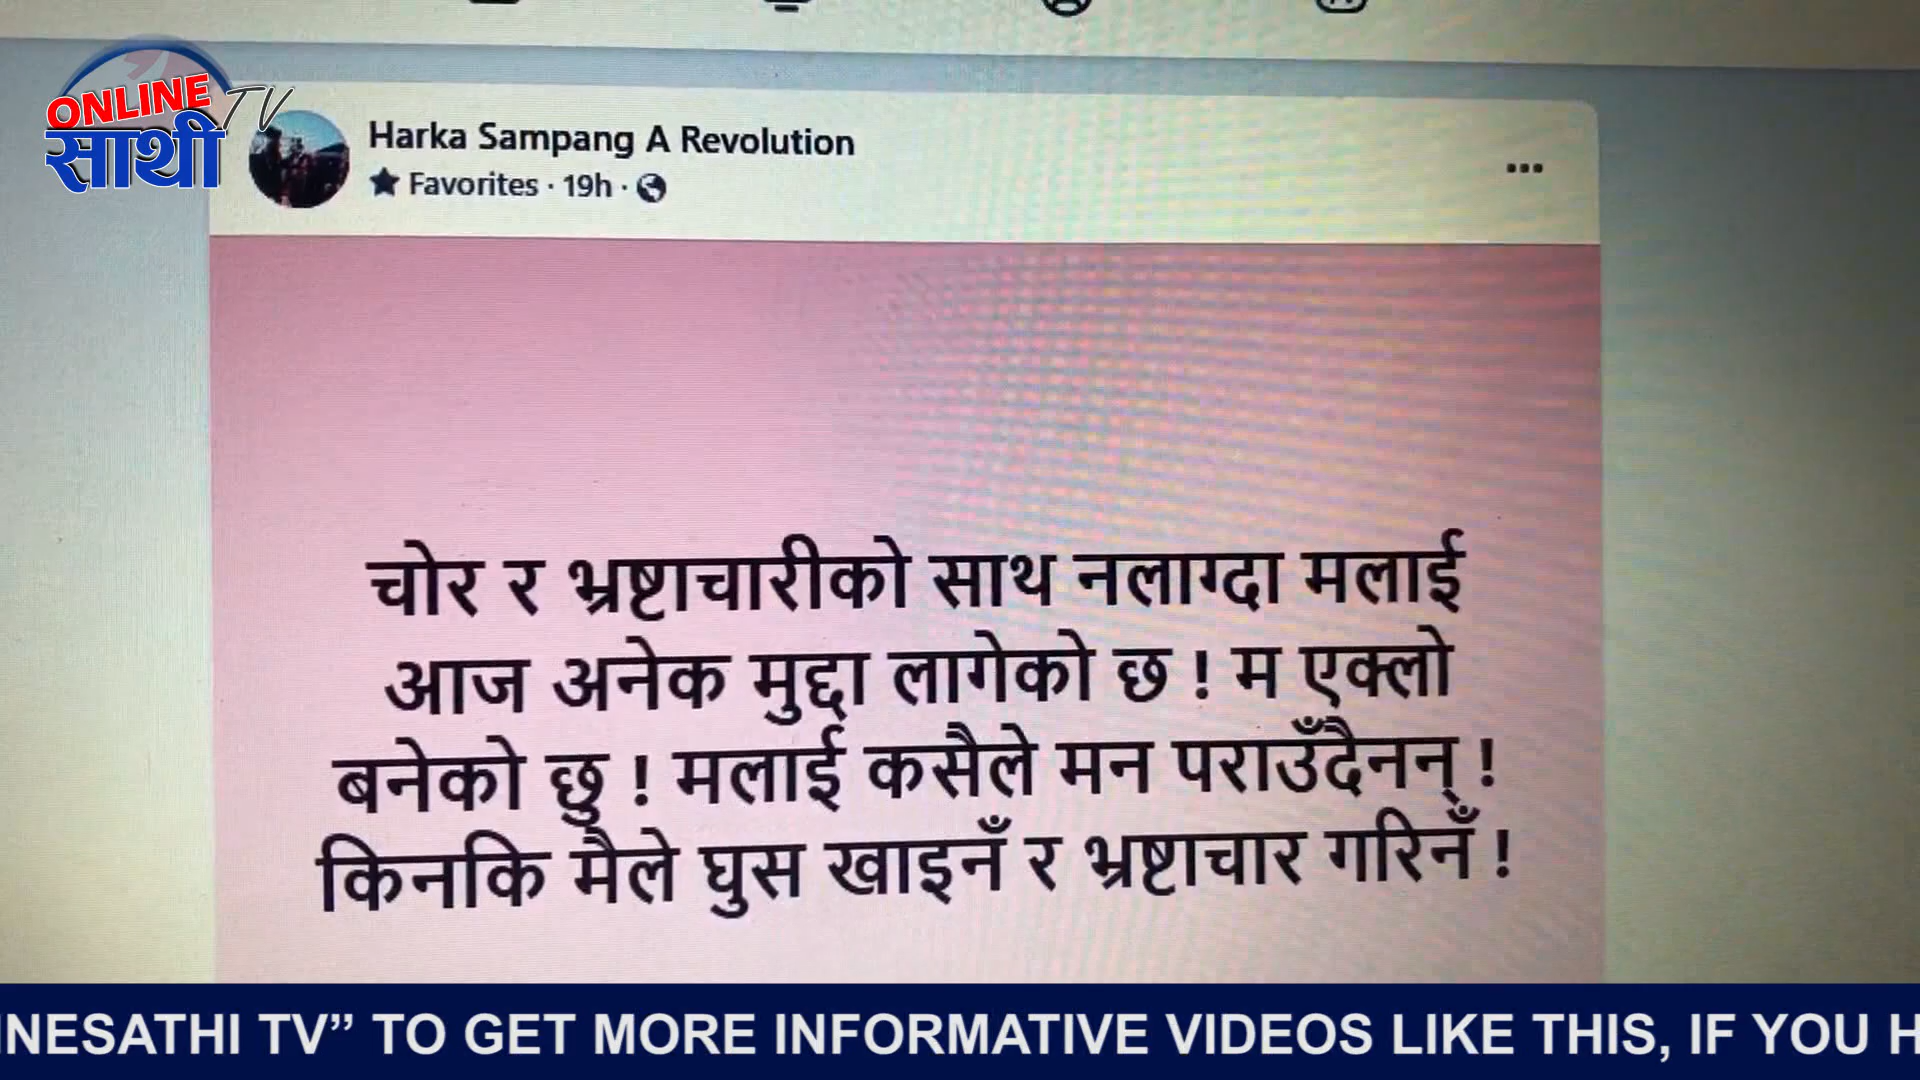 ONLINE TV
साथी
Harka Sampang A Revolution
Favorites · 19h ·
चोर र भ्रष्टाचारीको साथ नलाग्दा मलाई
आज अनेक मुद्दा लागेको छ ! म एक्लो
बनेको छु ! मलाई कसैले मन पराउँदैनन् !
किनकि मैले घुस खाइनँ र भ्रष्टाचार गरिनँ !
INESATHI TV” TO GET MORE INFORMATIVE VIDEOS LIKE THIS, IF YOU H